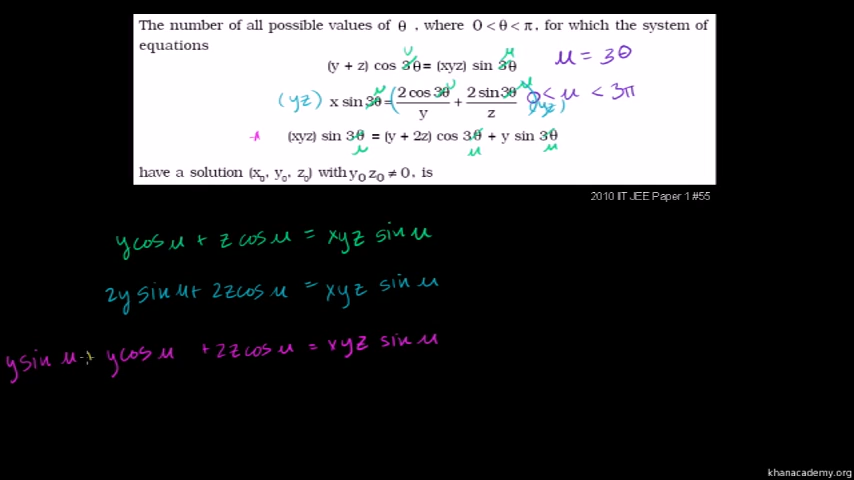 The number of all possible values of θ , where 0 < θ < π, for which the system of
equations
(y + z) cos 3θ = (xyz) sin 3θ
μ = 3θ
(yz) x sin 3θ = (2 cos 3θ / y + 2 sin 3θ / z) (yz)
0 < μ < 3π
(xyz) sin 3θ = (y + 2z) cos 3θ + y sin 3θ
μ μ μ
have a solution (x₀, y₀, z₀) with y₀ z₀ ≠ 0, is
2010 IIT JEE Paper 1 #55
y cos μ + z cos μ = xyz sin μ
2y sin μ + 2z cos μ = xyz sin μ
y sin μ + y cos μ + 2z cos μ = xyz sin μ
khanacademy.org